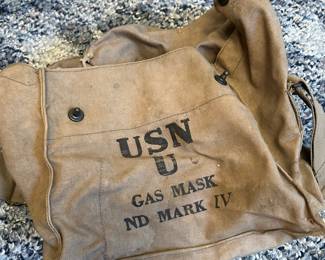 USN
U
GAS MASK
ND MARK IV